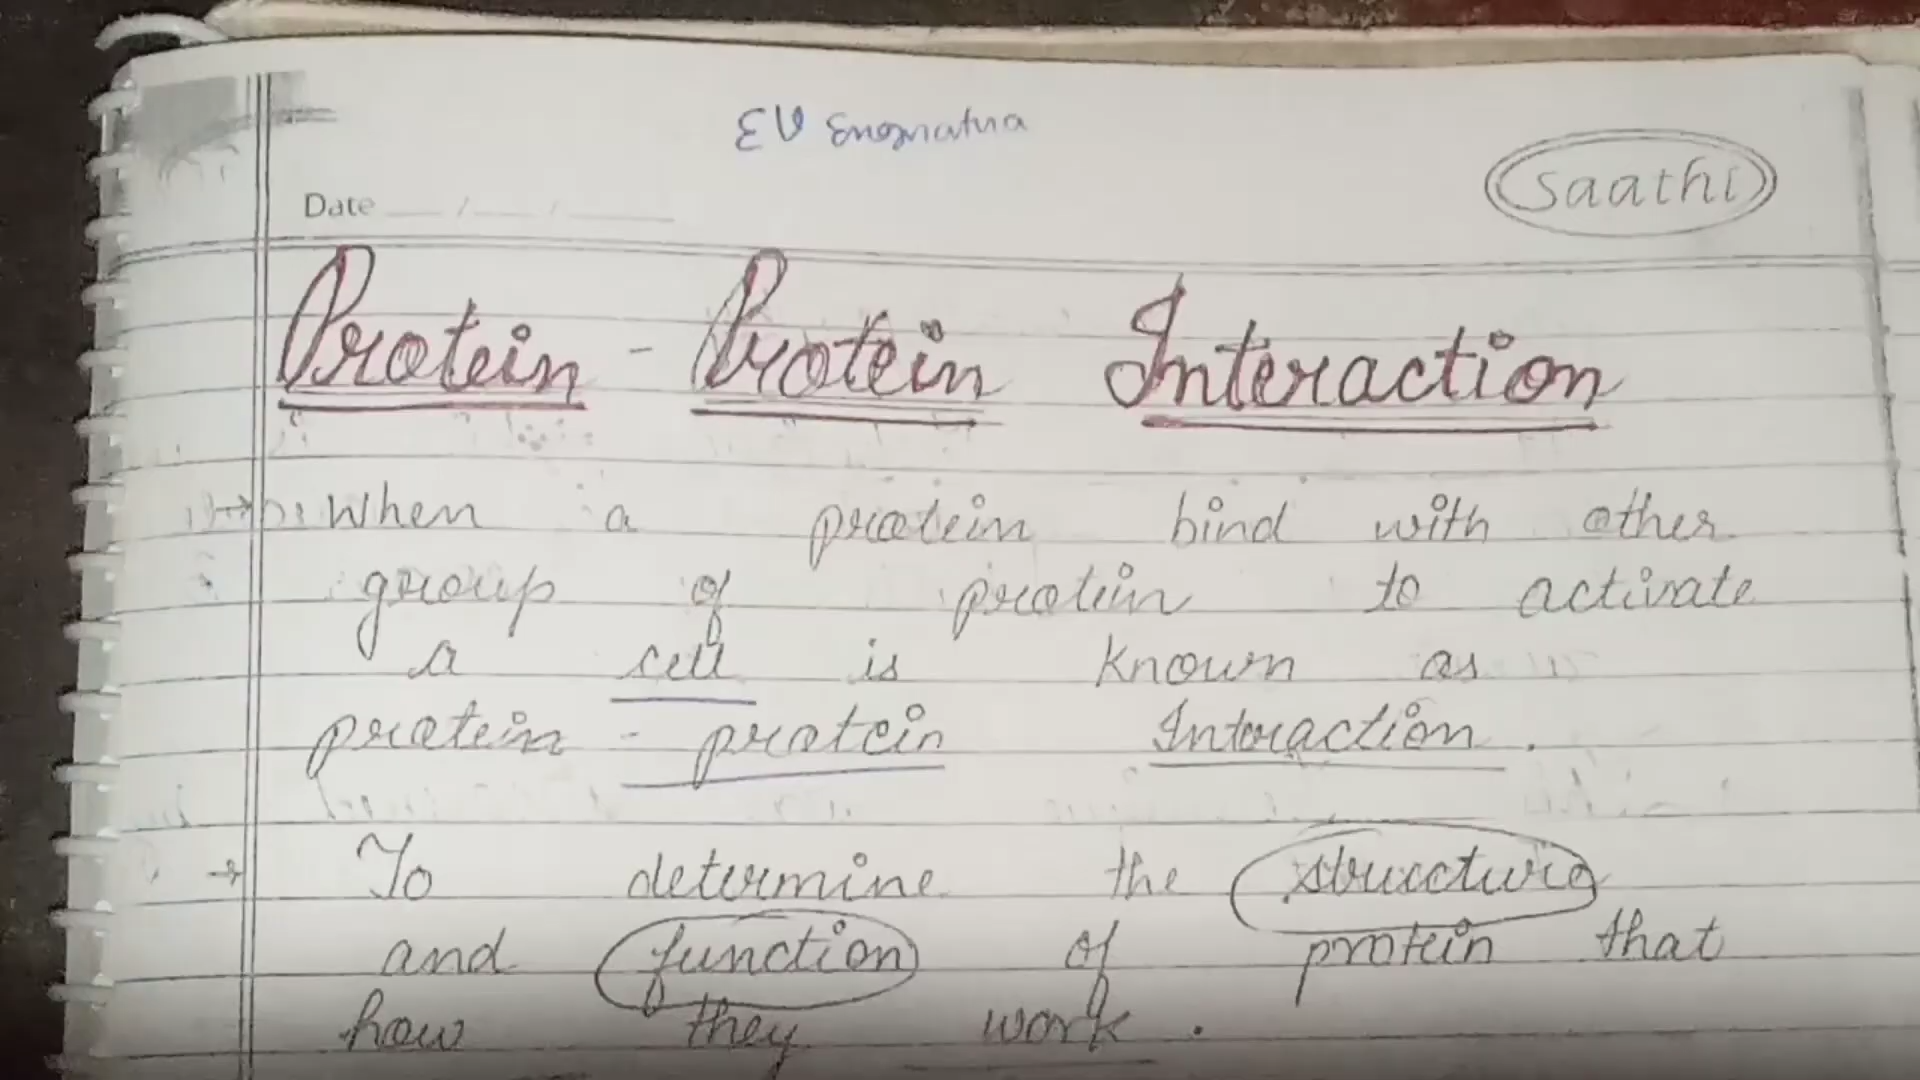 EV
Saathi
Date
Protein - Protein Interaction
→ When a protein bind with other
group of protein to activate
a cell is known as
protein - protein Interaction.
→ To determine the structure
and function of protein that
how they work.